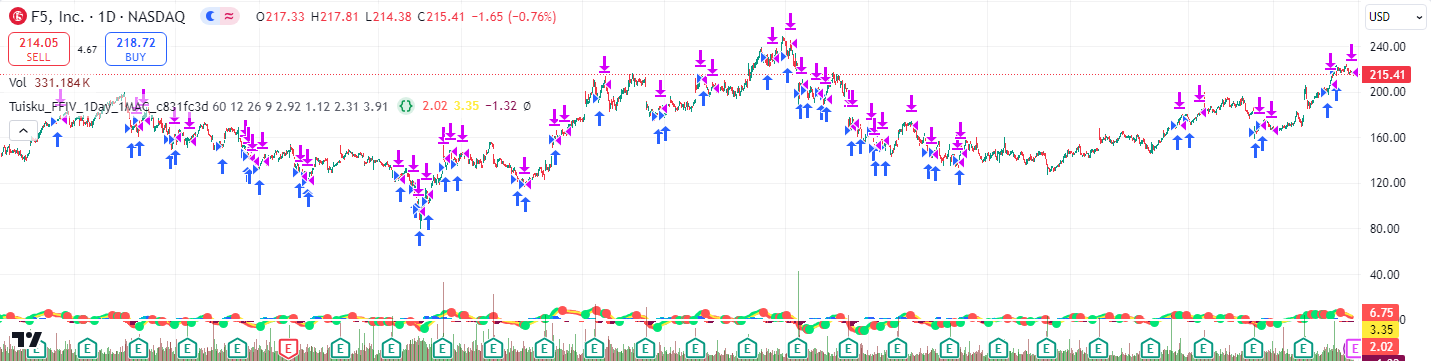 F5, Inc. · 1D · NASDAQ O217.33 H217.81 L214.38 C215.41 −1.65 (−0.76%)
USD
214.05 4.67 218.72
SELL BUY
Vol 331.184K
Tuisku_FFIV_1Day_1MAC_c831fc3d 60 12 26 9 2.92 1.12 2.31 3.91 {} 2.02 3.35 −1.32 Ø
240.00
215.41
200.00
160.00
120.00
80.00
40.00
6.75
0
3.35
2.02
E E E E E E E E E E E E E E E E E E E E E E E E E E